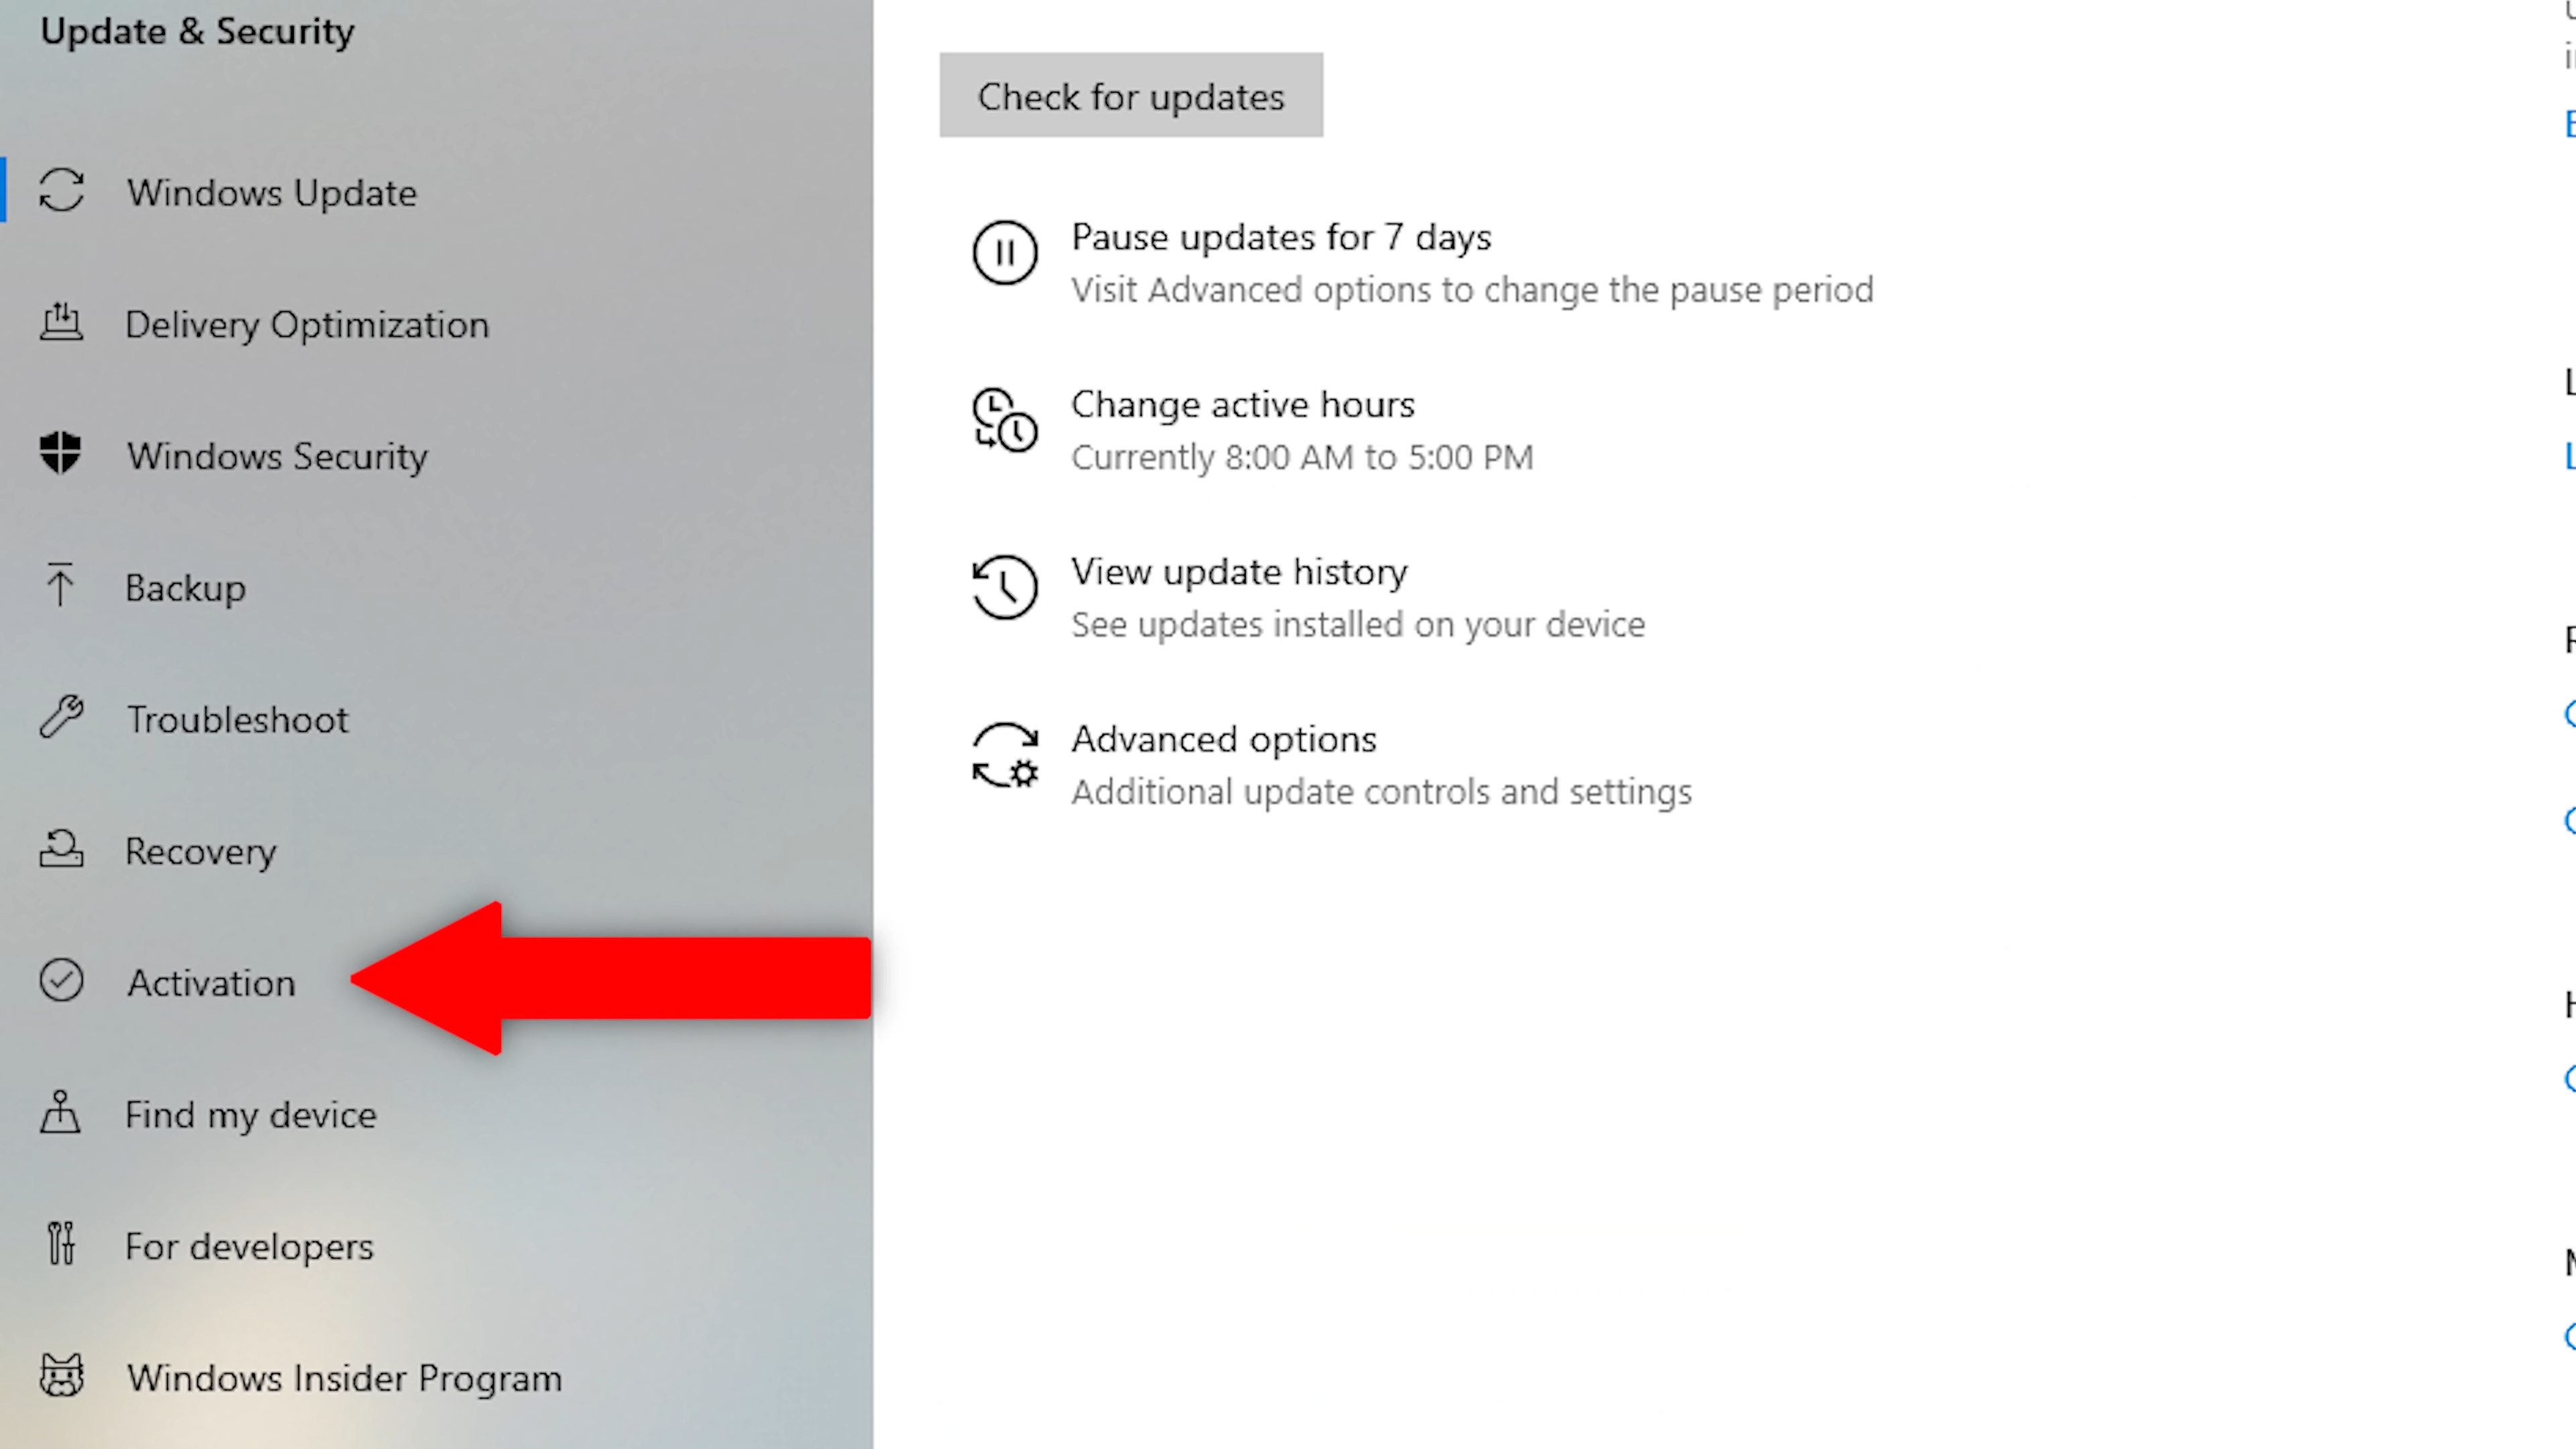 Update & Security
Windows Update
Delivery Optimization
Windows Security
Backup
Troubleshoot
Recovery
Activation
Find my device
For developers
Windows Insider Program
Check for updates
Pause updates for 7 days
Visit Advanced options to change the pause period
Change active hours
Currently 8:00 AM to 5:00 PM
View update history
See updates installed on your device
Advanced options
Additional update controls and settings